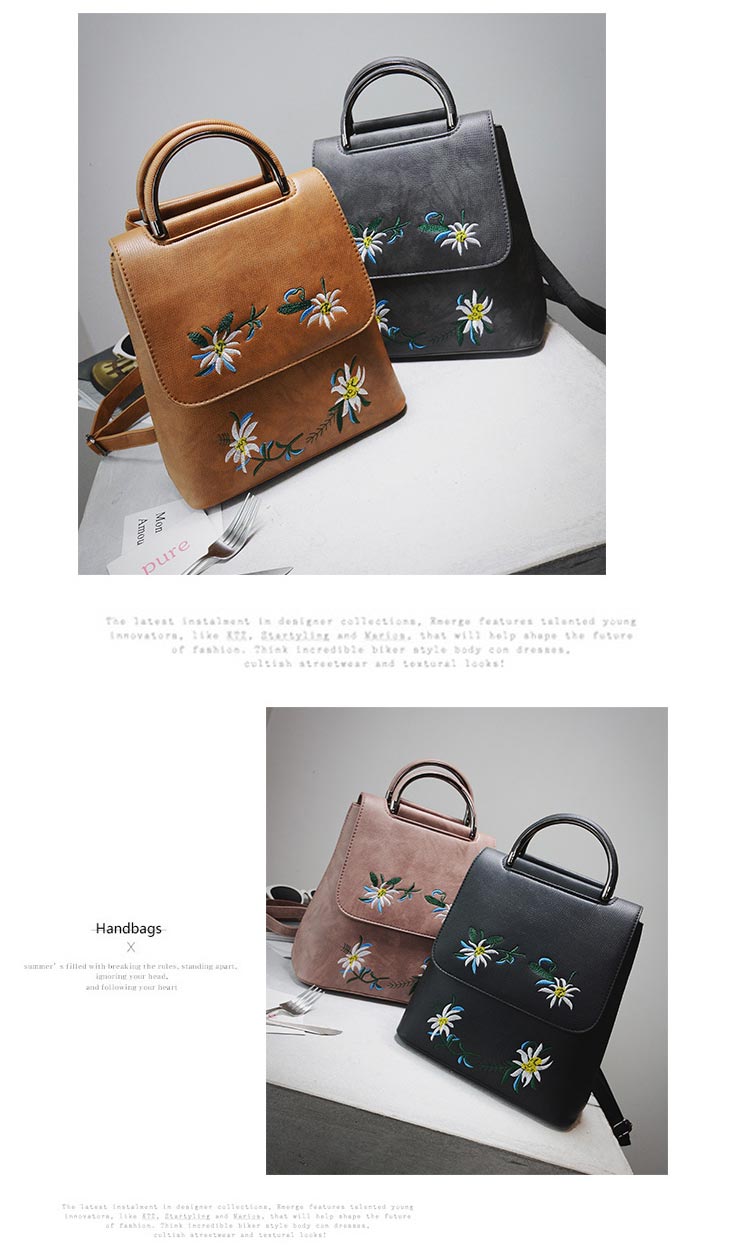 Mon
Amou
pure
The latest instalment in designer collections, Emerge features talented young
innovators, like KTZ, Startyling and Marios, that will help shape the future
of fashion. Think incredible biker style body con dresses,
cultish streetwear and textural looks!
Handbags
X
summer's filled with breaking the rules, standing apart,
ignoring your head,
and following your heart
The latest instalment in designer collections, Emerge features talented young
innovators, like KTZ, Startyling and Marios, that will help shape the future
of fashion. Think incredible biker style body con dresses,
cultish streetwear and textural looks!